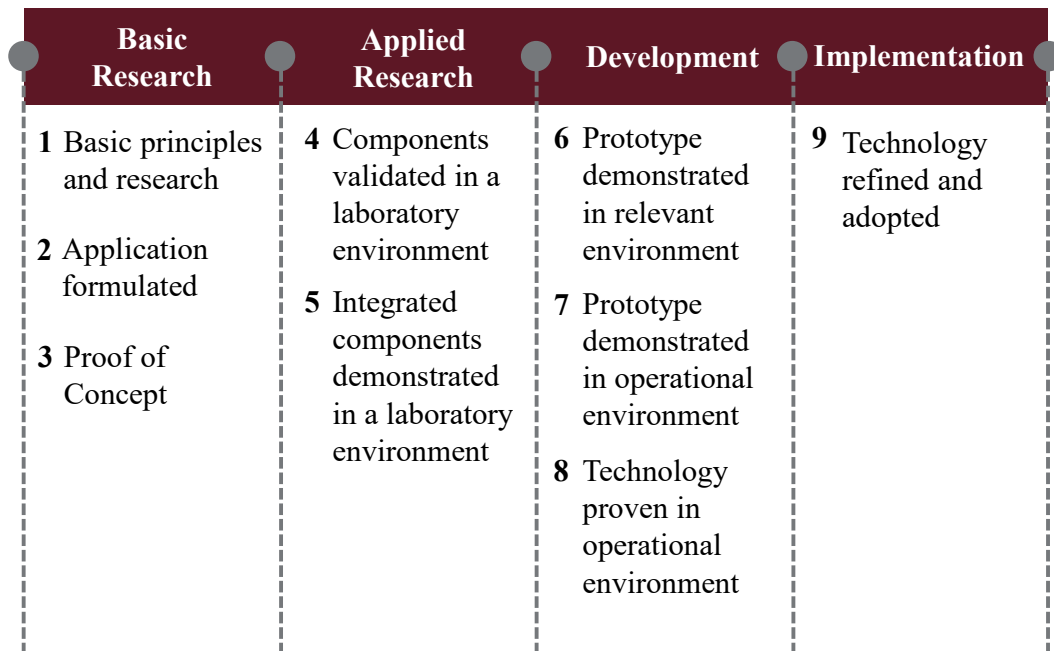 Basic
Research
Applied
Research
Development
Implementation
1 Basic principles
and research
2 Application
formulated
3 Proof of
Concept
4 Components
validated in a
laboratory
environment
5 Integrated
components
demonstrated
in a laboratory
environment
6 Prototype
demonstrated
in relevant
environment
7 Prototype
demonstrated
in operational
environment
8 Technology
proven in
operational
environment
9 Technology
refined and
adopted